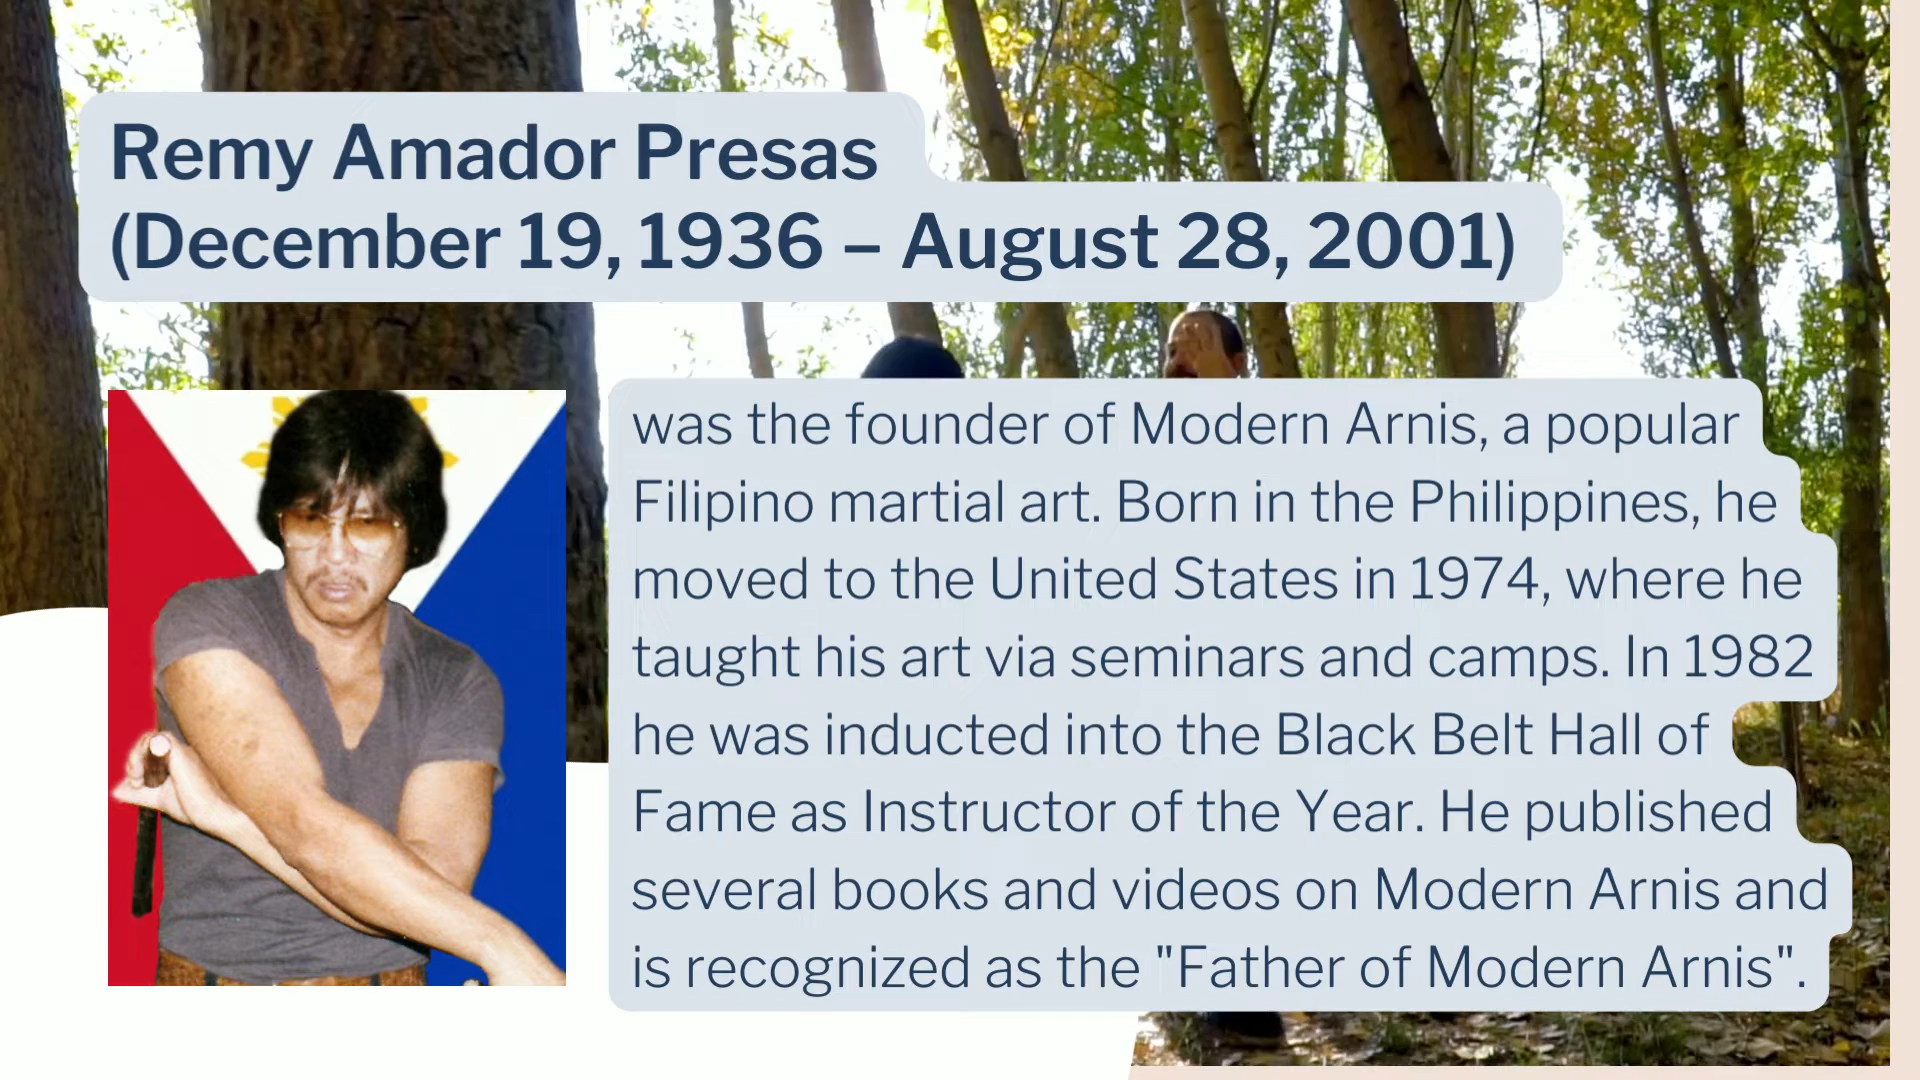 Remy Amador Presas
(December 19, 1936 – August 28, 2001)
was the founder of Modern Arnis, a popular
Filipino martial art. Born in the Philippines, he
moved to the United States in 1974, where he
taught his art via seminars and camps. In 1982
he was inducted into the Black Belt Hall of
Fame as Instructor of the Year. He published
several books and videos on Modern Arnis and
is recognized as the "Father of Modern Arnis".